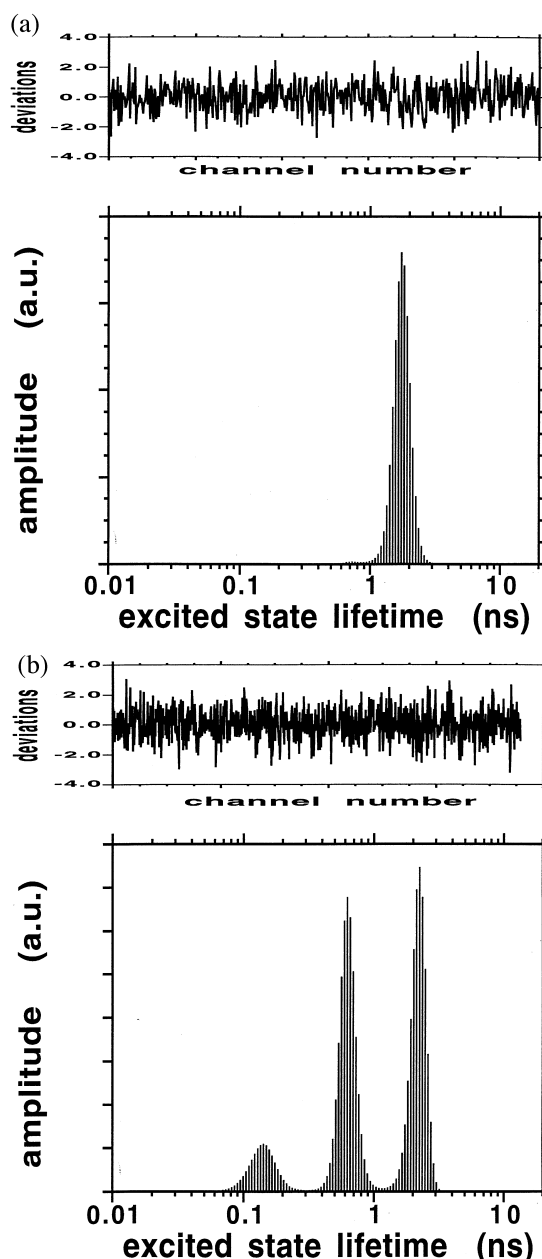 (a)
4.0
2.0
0.0
-2.0
-4.0
deviations
channel number
amplitude (a.u.)
0.01 0.1 1 10
excited state lifetime (ns)
(b)
4.0
2.0
0.0
-2.0
-4.0
deviations
channel number
amplitude (a.u.)
0.01 0.1 1 10
excited state lifetime (ns)